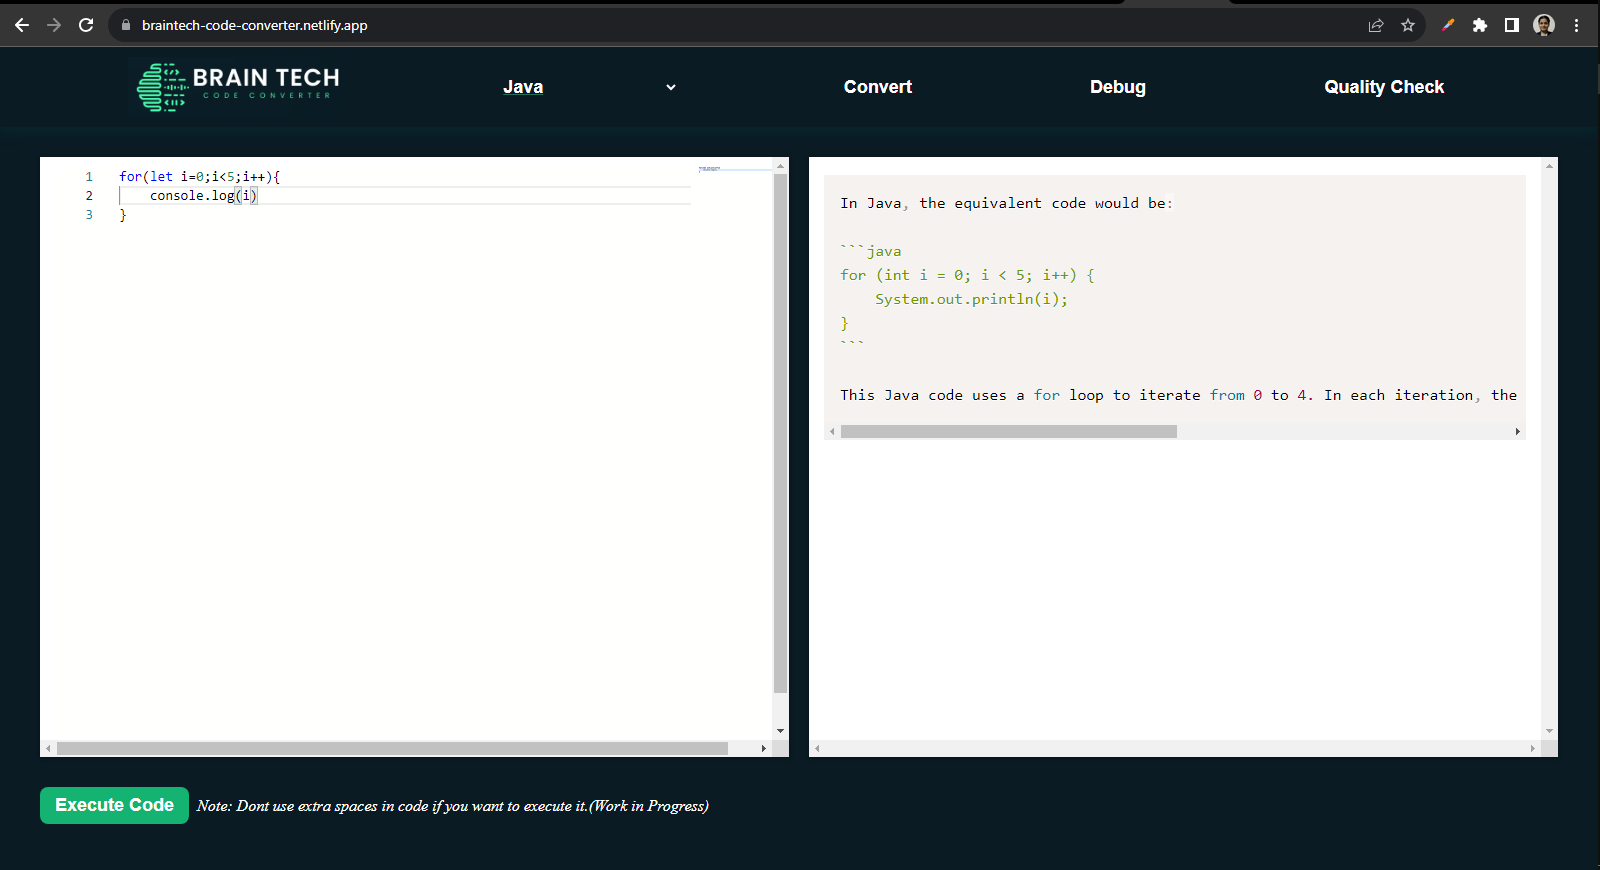 braintech-code-converter.netlify.app
BRAIN TECH
CODE CONVERTER
Java
Convert
Debug
Quality Check
1 for(let i=0;i<5;i++){
2     console.log(i)
3 }
In Java, the equivalent code would be:
```java
for (int i = 0; i < 5; i++) {
    System.out.println(i);
}
```
This Java code uses a for loop to iterate from 0 to 4. In each iteration, the
Execute Code
Note: Dont use extra spaces in code if you want to execute it.(Work in Progress)